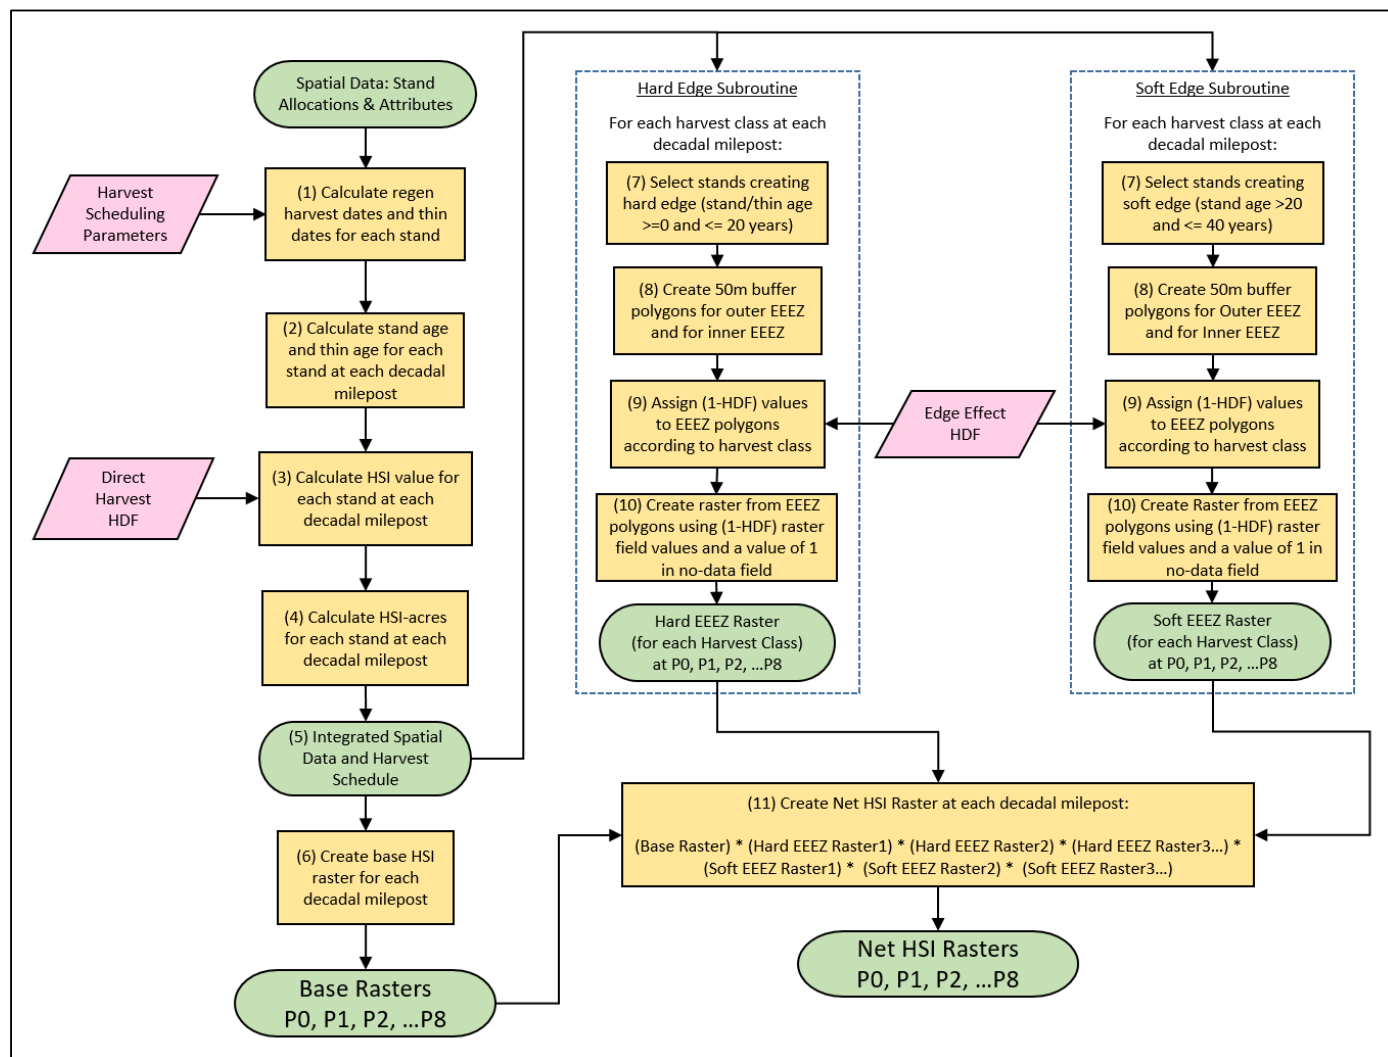 Spatial Data: Stand
Allocations & Attributes
Harvest
Scheduling
Parameters
(1) Calculate regen
harvest dates and thin
dates for each stand
(2) Calculate stand age
and thin age for each
stand at each decadal
milepost
Direct
Harvest
HDF
(3) Calculate HSI value for
each stand at each
decadal milepost
(4) Calculate HSI-acres
for each stand at each
decadal milepost
(5) Integrated Spatial
Data and Harvest
Schedule
(6) Create base HSI
raster for each
decadal milepost
Base Rasters
P0, P1, P2, ...P8
Hard Edge Subroutine
For each harvest class at each
decadal milepost:
(7) Select stands creating
hard edge (stand/thin age
>=0 and <= 20 years)
(8) Create 50m buffer
polygons for outer EEEZ
and for inner EEEZ
(9) Assign (1-HDF) values
to EEEZ polygons
according to harvest class
(10) Create raster from EEEZ
polygons using (1-HDF) raster
field values and a value of 1
in no-data field
Hard EEEZ Raster
(for each Harvest Class)
at P0, P1, P2, ...P8
Edge Effect
HDF
Soft Edge Subroutine
For each harvest class at each
decadal milepost:
(7) Select stands creating
soft edge (stand age >20
and <= 40 years)
(8) Create 50m buffer
polygons for Outer EEEZ
and for Inner EEEZ
(9) Assign (1-HDF) values
to EEEZ polygons
according to harvest class
(10) Create Raster from EEEZ
polygons using (1-HDF) raster
field values and a value of 1 in
no-data field
Soft EEEZ Raster
(for each Harvest Class)
at P0, P1, P2, ...P8
(11) Create Net HSI Raster at each decadal milepost:
(Base Raster) * (Hard EEEZ Raster1) * (Hard EEEZ Raster2) * (Hard EEEZ Raster3...) *
(Soft EEEZ Raster1) * (Soft EEEZ Raster2) * (Soft EEEZ Raster3...)
Net HSI Rasters
P0, P1, P2, ...P8